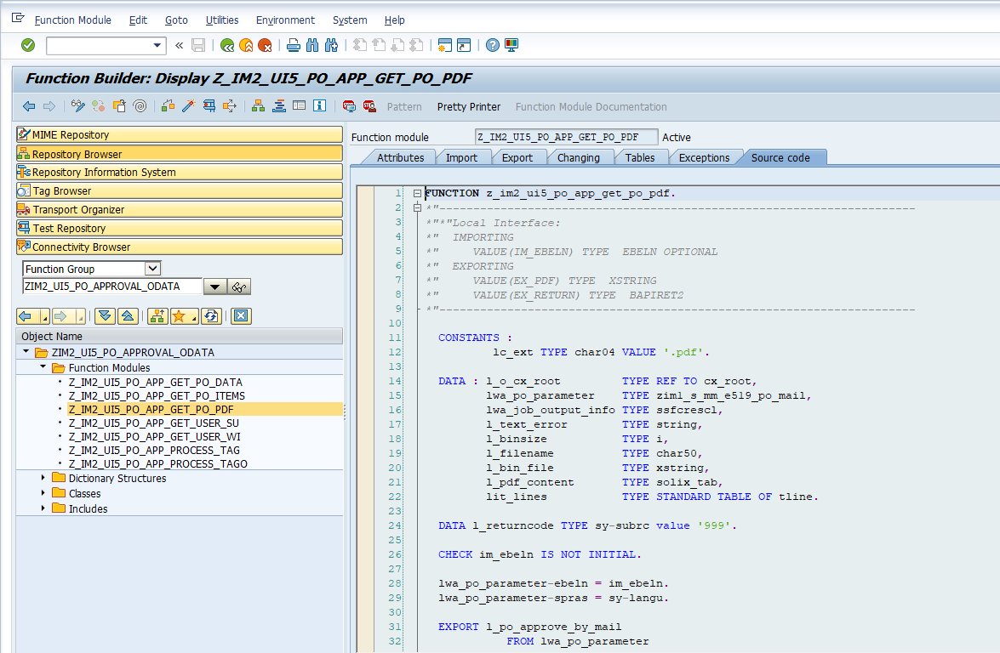 Function Module Edit Goto Utilities Environment System Help
Function Builder: Display Z_IM2_UI5_PO_APP_GET_PO_PDF
Pattern Pretty Printer Function Module Documentation
MIME Repository
Repository Browser
Repository Information System
Tag Browser
Transport Organizer
Test Repository
Connectivity Browser
Function Group
ZIM2_UI5_PO_APPROVAL_ODATA
Object Name
ZIM2_UI5_PO_APPROVAL_ODATA
Function Modules
Z_IM2_UI5_PO_APP_GET_PO_DATA
Z_IM2_UI5_PO_APP_GET_PO_ITEMS
Z_IM2_UI5_PO_APP_GET_PO_PDF
Z_IM2_UI5_PO_APP_GET_USER_SU
Z_IM2_UI5_PO_APP_GET_USER_WI
Z_IM2_UI5_PO_APP_PROCESS_TAG
Z_IM2_UI5_PO_APP_PROCESS_TAGO
Dictionary Structures
Classes
Includes
Function module Z_IM2_UI5_PO_APP_GET_PO_PDF Active
Attributes Import Export Changing Tables Exceptions Source code
1 FUNCTION z_im2_ui5_po_app_get_po_pdf.
2 *"----------------------------------------------------------------------
3 *"*"Local Interface:
4 *"  IMPORTING
5 *"     VALUE(IM_EBELN) TYPE  EBELN OPTIONAL
6 *"  EXPORTING
7 *"     VALUE(EX_PDF) TYPE  XSTRING
8 *"     VALUE(EX_RETURN) TYPE  BAPIRET2
9 *"----------------------------------------------------------------------
10
11 CONSTANTS :
12 lc_ext TYPE char04 VALUE '.pdf'.
13
14 DATA : l_o_cx_root TYPE REF TO cx_root,
15 lwa_po_parameter TYPE ziml_s_mm_e519_po_mail,
16 lwa_job_output_info TYPE ssfcrescl,
17 l_text_error TYPE string,
18 l_binsize TYPE i,
19 l_filename TYPE char50,
20 l_bin_file TYPE xstring,
21 l_pdf_content TYPE solix_tab,
22 lit_lines TYPE STANDARD TABLE OF tline.
23
24 DATA l_returncode TYPE sy-subrc value '999'.
25
26 CHECK im_ebeln IS NOT INITIAL.
27
28 lwa_po_parameter-ebeln = im_ebeln.
29 lwa_po_parameter-spras = sy-langu.
30
31 EXPORT l_po_approve_by_mail
32 FROM lwa_po_parameter